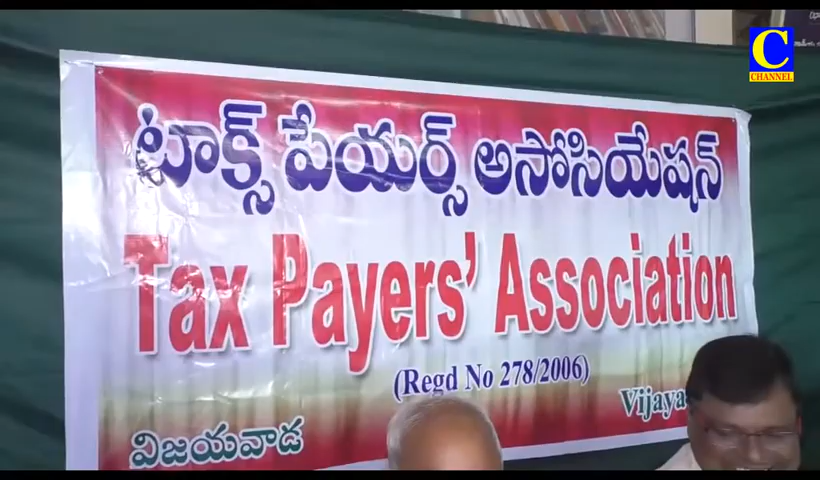 C
CHANNEL
టాక్స్ పేయర్స్ అసోసియేషన్
Tax Payers' Association
(Regd No 278/2006)
విజయవాడ